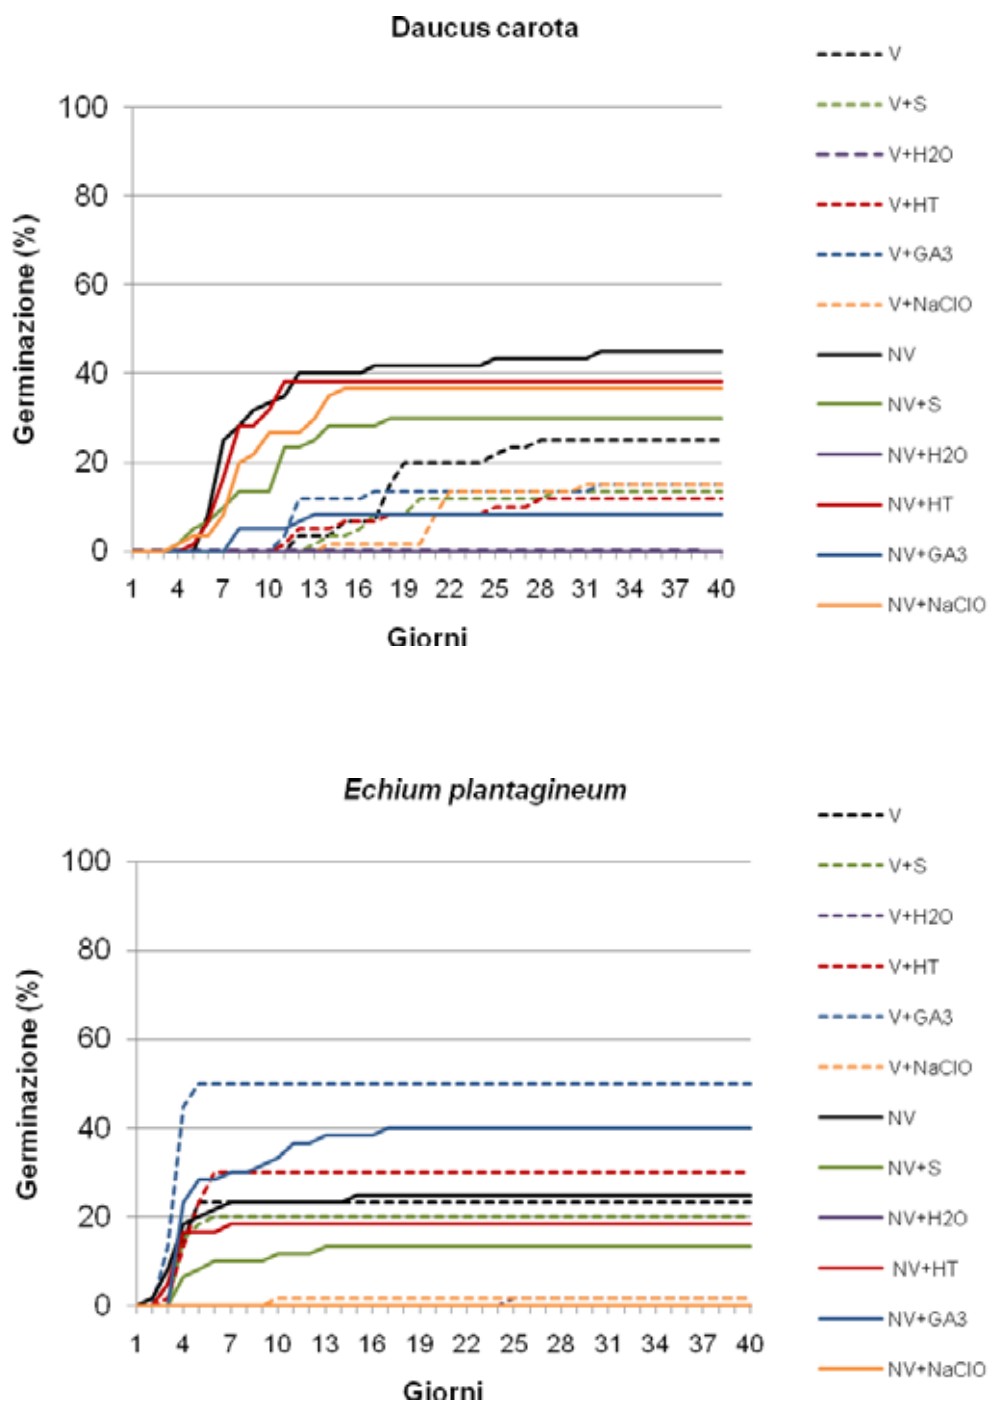 Daucus carota
Germinazione (%)
100
80
60
40
20
0
1 4 7 10 13 16 19 22 25 28 31 34 37 40
Giorni
V
V+S
V+H2O
V+HT
V+GA3
V+NaClO
NV
NV+S
NV+H2O
NV+HT
NV+GA3
NV+NaClO
Echium plantagineum
Germinazione (%)
100
80
60
40
20
0
1 4 7 10 13 16 19 22 25 28 31 34 37 40
Giorni
V
V+S
V+H2O
V+HT
V+GA3
V+NaClO
NV
NV+S
NV+H2O
NV+HT
NV+GA3
NV+NaClO